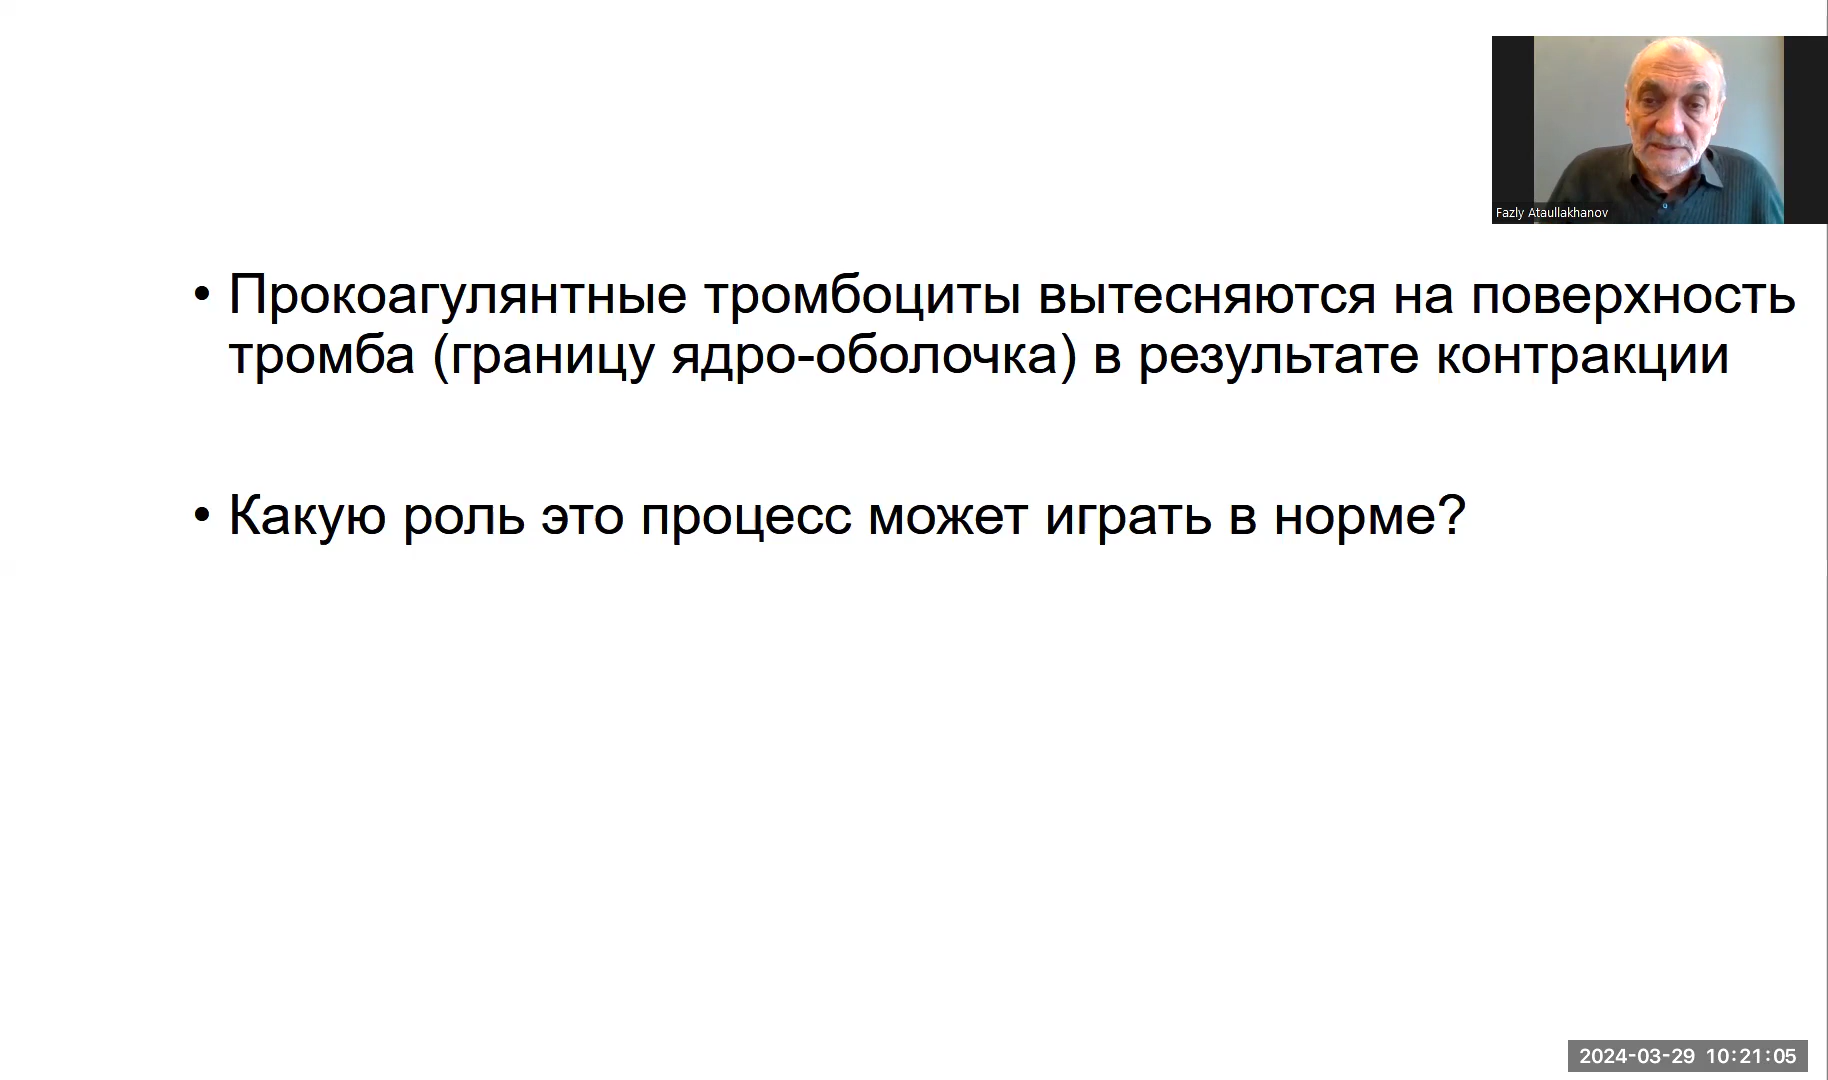 Fazly Ataullakhanov
• Прокоагулянтные тромбоциты вытесняются на поверхность
тромба (границу ядро-оболочка) в результате контракции
• Какую роль это процесс может играть в норме?
2024-03-29 10:21:05